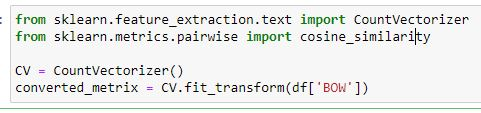 from sklearn.feature_extraction.text import CountVectorizer
from sklearn.metrics.pairwise import cosine_similarity
CV = CountVectorizer()
converted_metrix = CV.fit_transform(df['BOW'])